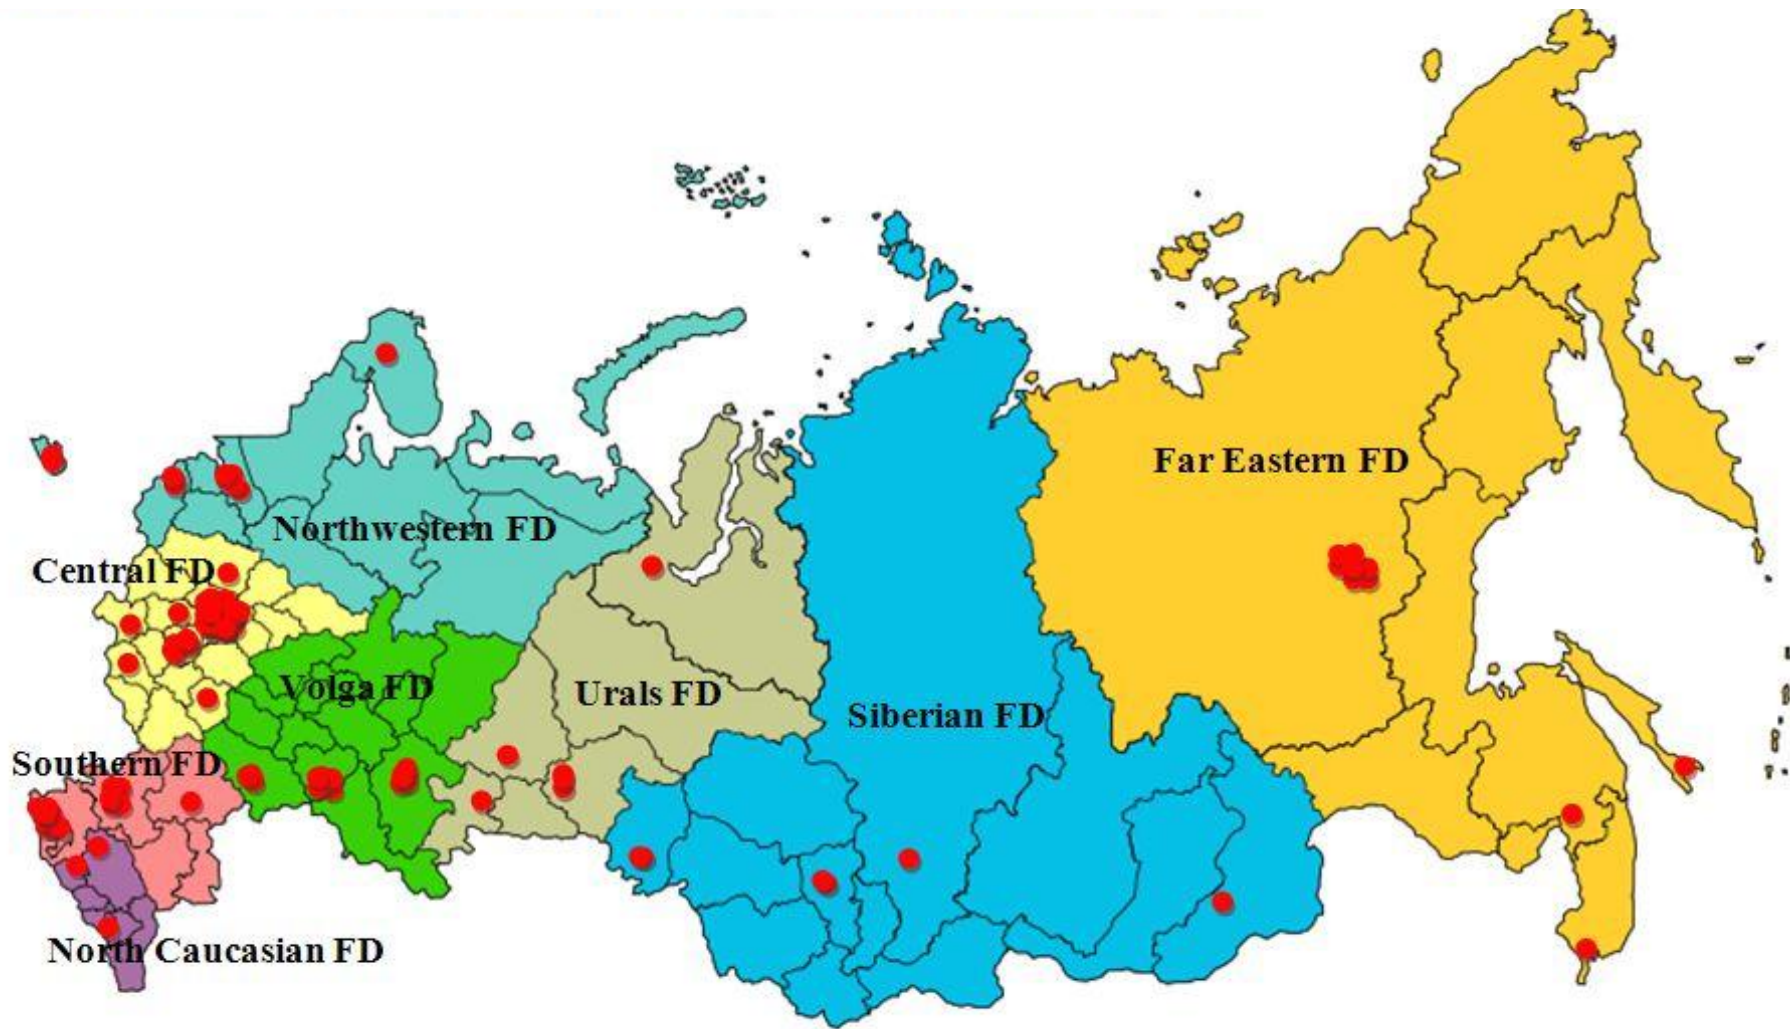 Far Eastern FD
Northwestern FD
Central FD
Volga FD
Urals FD
Siberian FD
Southern FD
North Caucasian FD